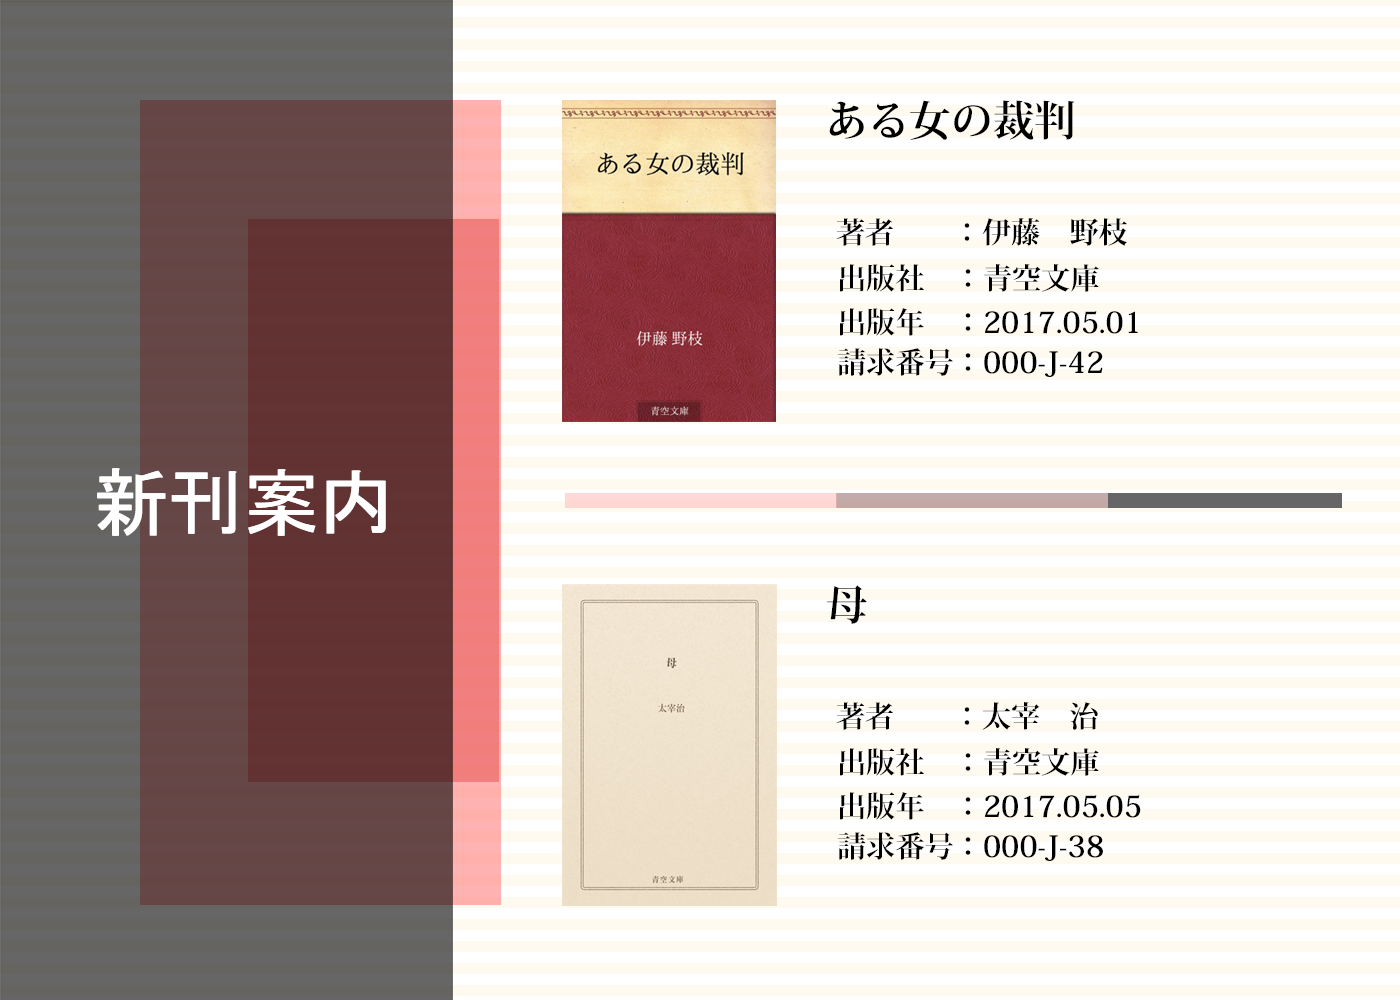 新刊案内
ある女の裁判
伊藤 野枝
青空文庫
ある女の裁判
著者　　：伊藤　野枝
出版社　：青空文庫
出版年　：2017.05.01
請求番号：000-J-42
母
太宰治
青空文庫
母
著者　　：太宰　治
出版社　：青空文庫
出版年　：2017.05.05
請求番号：000-J-38